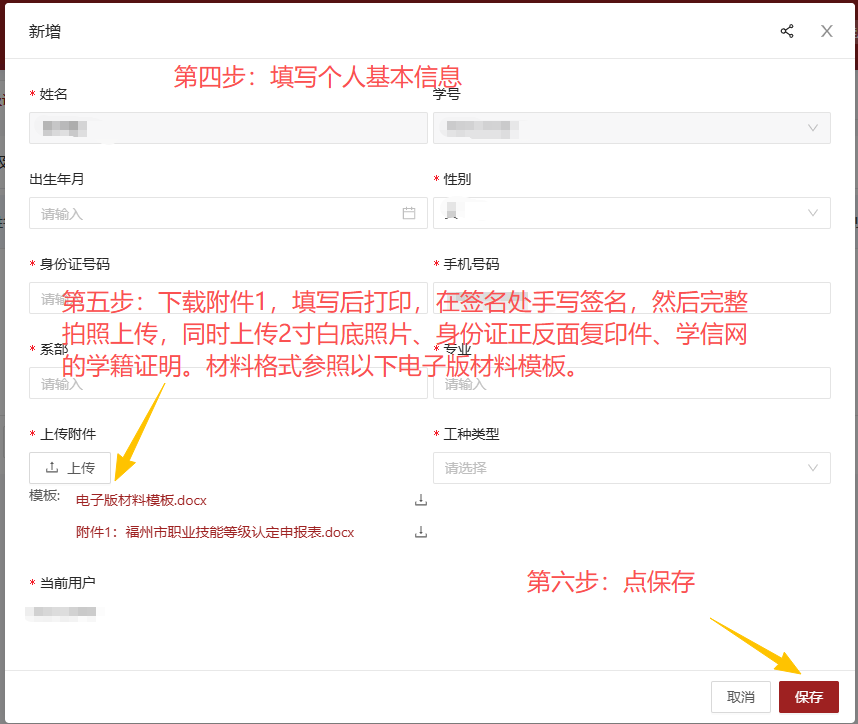 新增
第四步：填写个人基本信息
* 姓名
学号
出生年月
* 性别
请输入
* 身份证号码
* 手机号码
第五步：下载附件1，填写后打印，在签名处手写签名，然后完整
拍照上传，同时上传2寸白底照片、身份证正反面复印件、学信网
* 系部
* 专业
的学籍证明。材料格式参照以下电子版材料模板。
请输入
请输入
* 上传附件
* 工种类型
上传
请选择
模板:
电子版材料模板.docx
附件1：福州市职业技能等级认定申报表.docx
* 当前用户
第六步：点保存
取消
保存